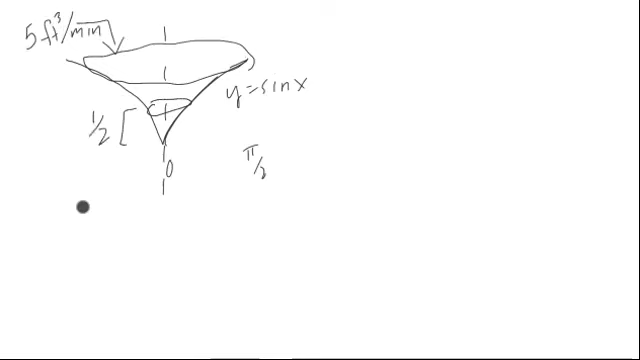 5 ft³/min
y = sin x
1/2 [
π/2
0